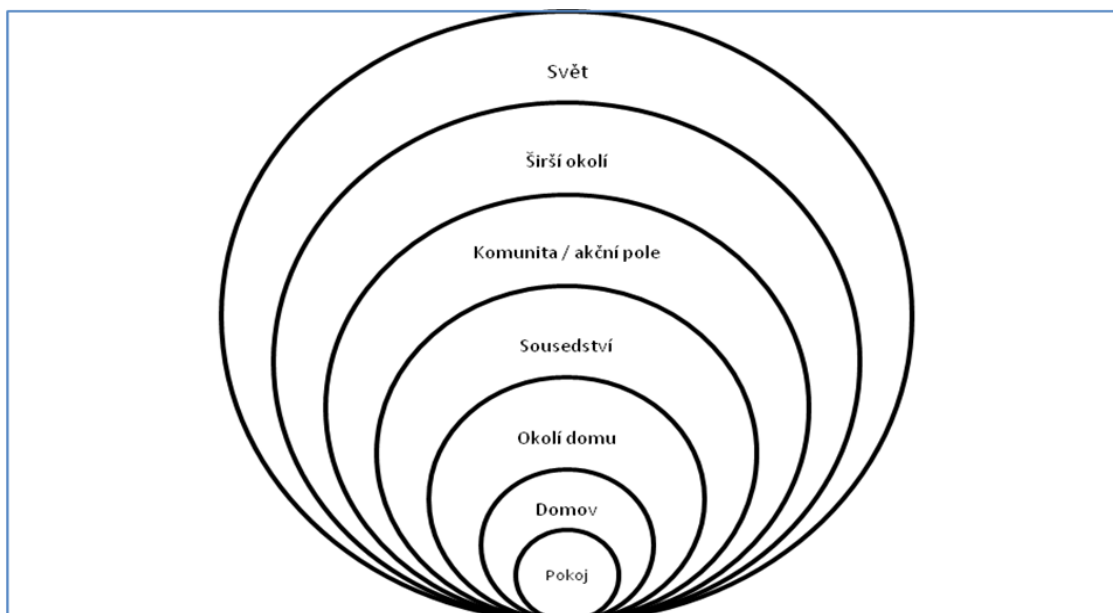 Svět
Širší okolí
Komunita / akční pole
Sousedství
Okolí domu
Domov
Pokoj